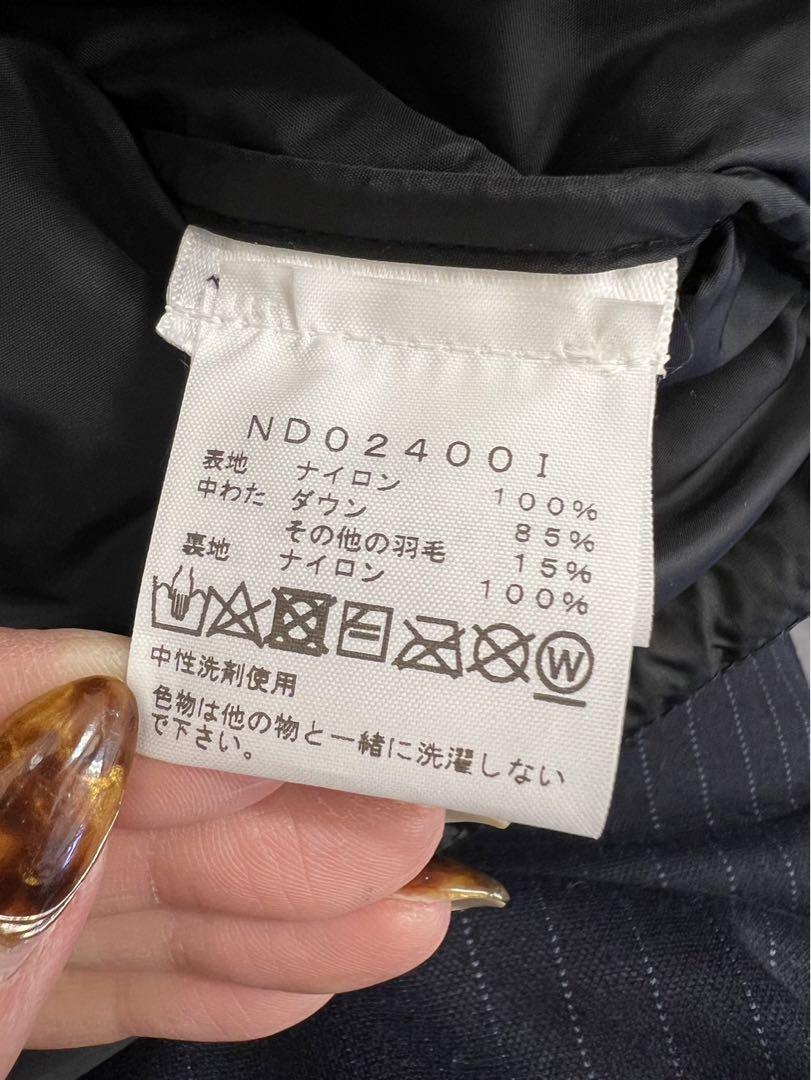 ND02400I
表地 ナイロン 100%
中わた ダウン 85%
その他の羽毛 15%
裏地 ナイロン 100%
W
中性洗剤使用
色物は他の物と一緒に洗濯しない
で下さい。